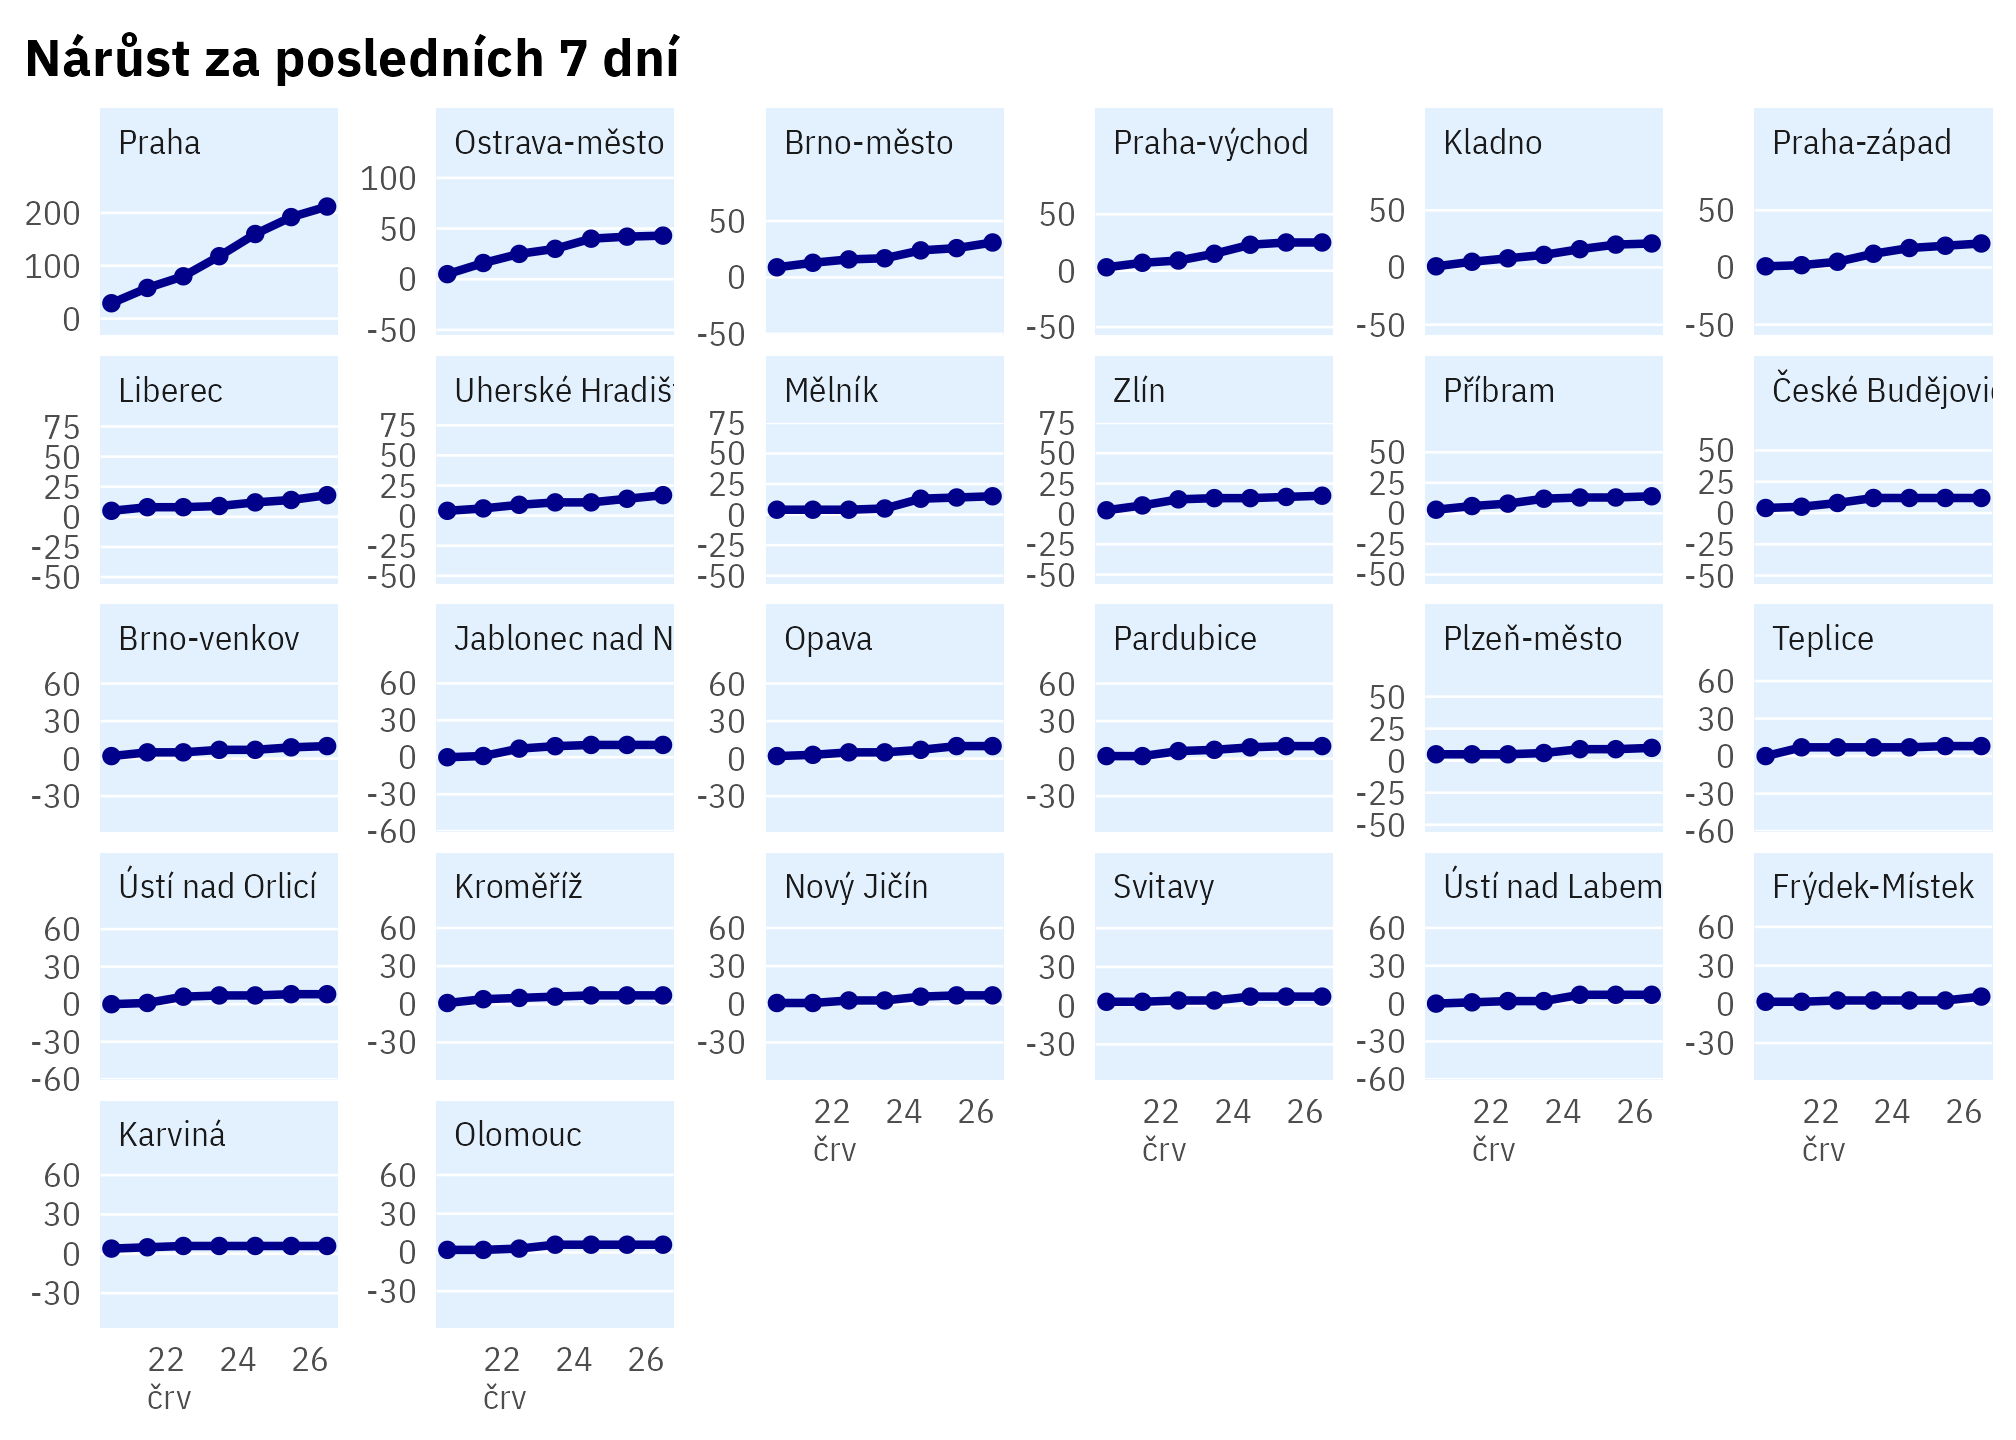 Nárůst za posledních 7 dní
Praha
200
100
0
Ostrava-město
100
50
0
-50
Brno-město
50
0
-50
Praha-východ
50
0
-50
Kladno
50
0
-50
Praha-západ
50
0
-50
Liberec
75
50
25
0
-25
-50
Uherské Hradišt
75
50
25
0
-25
-50
Mělník
75
50
25
0
-25
-50
Zlín
75
50
25
0
-25
-50
Příbram
50
25
0
-25
-50
České Budějovic
50
25
0
-25
-50
Brno-venkov
60
30
0
-30
Jablonec nad N
60
30
0
-30
-60
Opava
60
30
0
-30
Pardubice
60
30
0
-30
Plzeň-město
50
25
0
-25
-50
Teplice
60
30
0
-30
-60
Ústí nad Orlicí
60
30
0
-30
-60
Kroměříž
60
30
0
-30
Nový Jičín
60
30
0
-30
22 24 26
črv
Svitavy
60
30
0
-30
22 24 26
črv
Ústí nad Labem
60
30
0
-30
-60
22 24 26
črv
Frýdek-Místek
60
30
0
-30
22 24 26
črv
Karviná
60
30
0
-30
22 24 26
črv
Olomouc
60
30
0
-30
22 24 26
črv